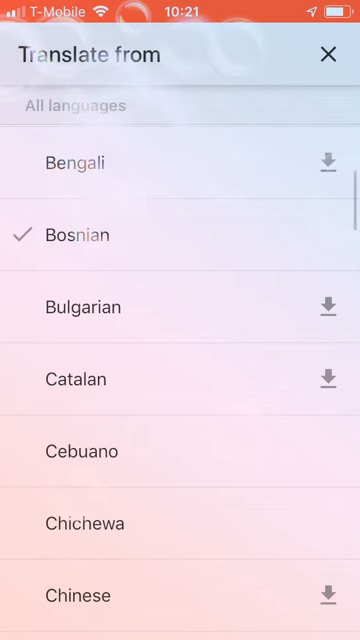 T-Mobile 10:21
Translate from
All languages
Bengali
Bosnian
Bulgarian
Catalan
Cebuano
Chichewa
Chinese